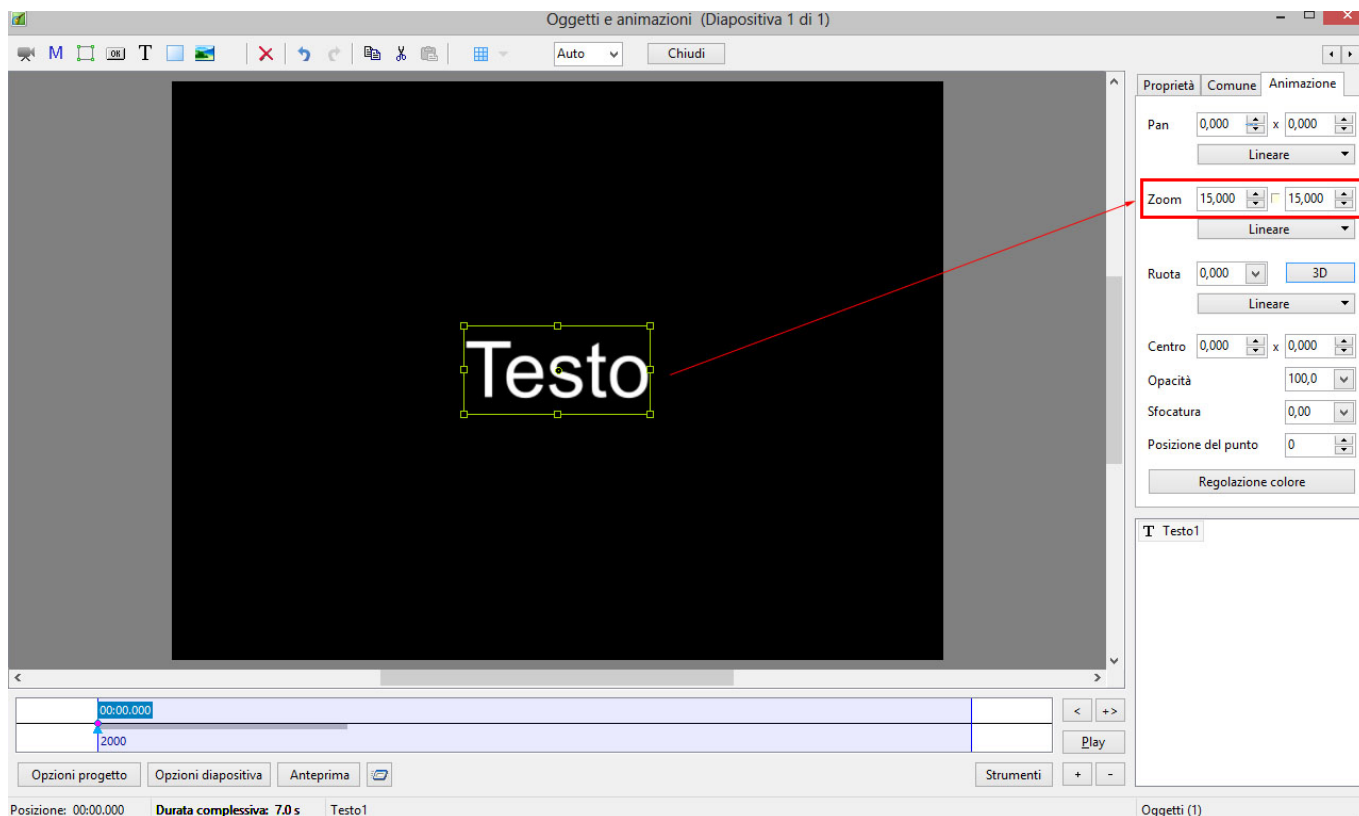 Oggetti e animazioni (Diapositiva 1 di 1)
M OK T Auto Chiudi
Proprietà Comune Animazione
Pan 0,000 x 0,000
Lineare
Zoom 15,000 15,000
Lineare
Ruota 0,000 3D
Lineare
Centro 0,000 x 0,000
Opacità 100,0
Sfocatura 0,00
Posizione del punto 0
Regolazione colore
Testo
T Testo1
00:00.000
2000
< +>
Play
Opzioni progetto Opzioni diapositiva Anteprima Strumenti + -
Posizione: 00:00.000 Durata complessiva: 7.0 s Testo1 Oggetti (1)